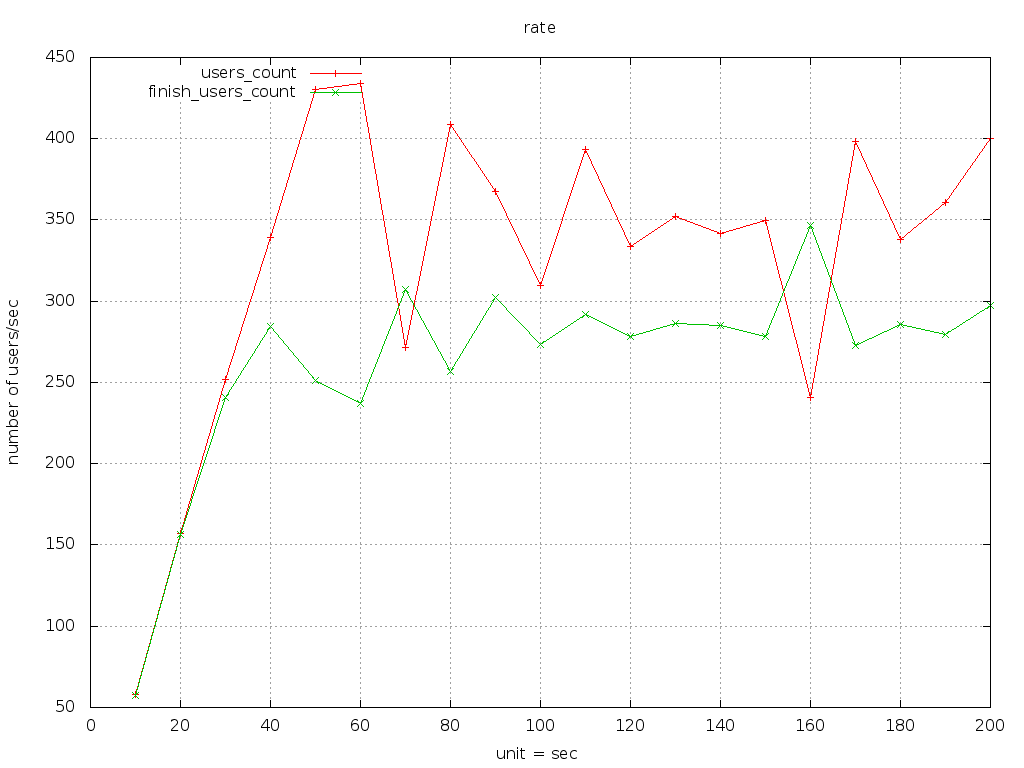 rate
450
users_count
finish_users_count
400
350
300
250
200
150
100
50
number of users/sec
0 20 40 60 80 100 120 140 160 180 200
unit = sec